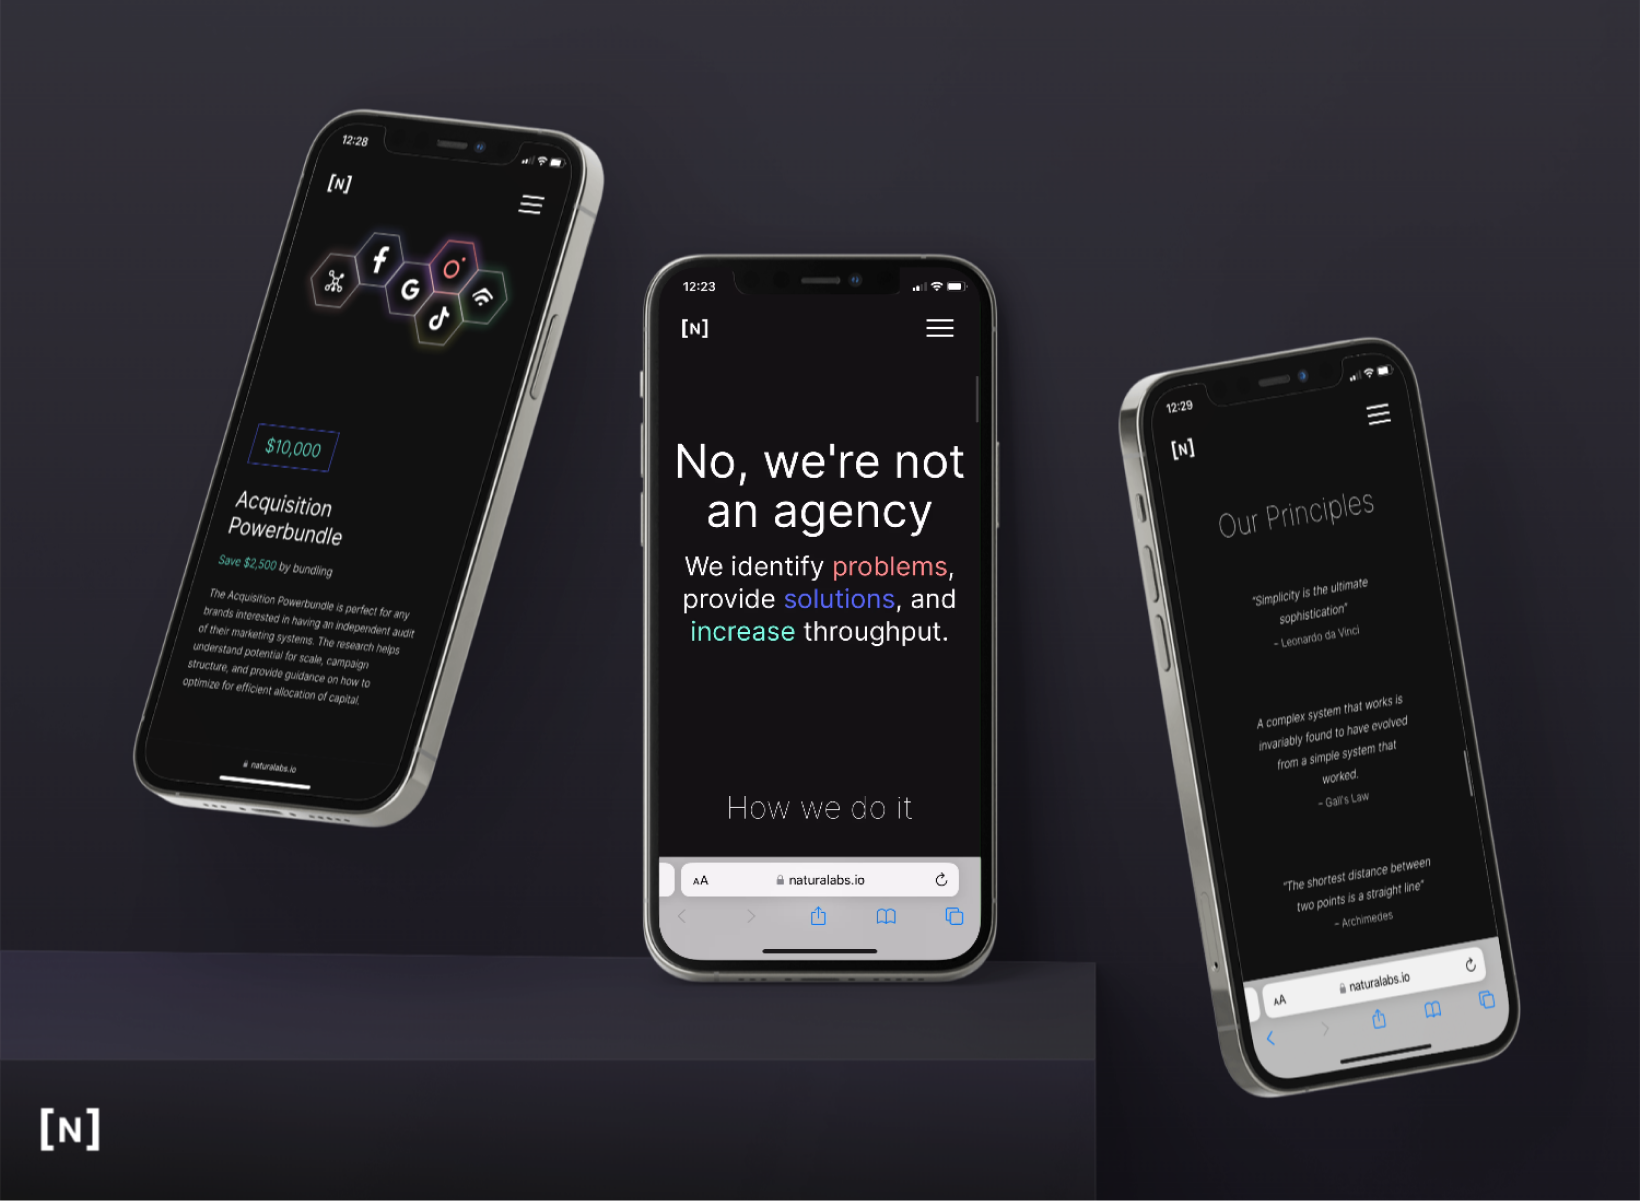 12:28
[N]
f
G
$10,000
Acquisition
Powerbundle
Save $2,500 by bundling
The Acquisition Powerbundle is perfect for any
brands interested in having an independent audit
of their marketing systems. The research helps
understand potential for scale, campaign
structure, and provide guidance on how to
optimize for efficient allocation of capital.
naturalabs.io
12:23
[N]
No, we're not
an agency
We identify problems,
provide solutions, and
increase throughput.
How we do it
AA naturalabs.io
12:29
[N]
Our Principles
“Simplicity is the ultimate
sophistication”
- Leonardo da Vinci
A complex system that works is
invariably found to have evolved
from a simple system that
worked.
- Gall's Law
“The shortest distance between
two points is a straight line”
- Archimedes
AA naturalabs.io
[N]